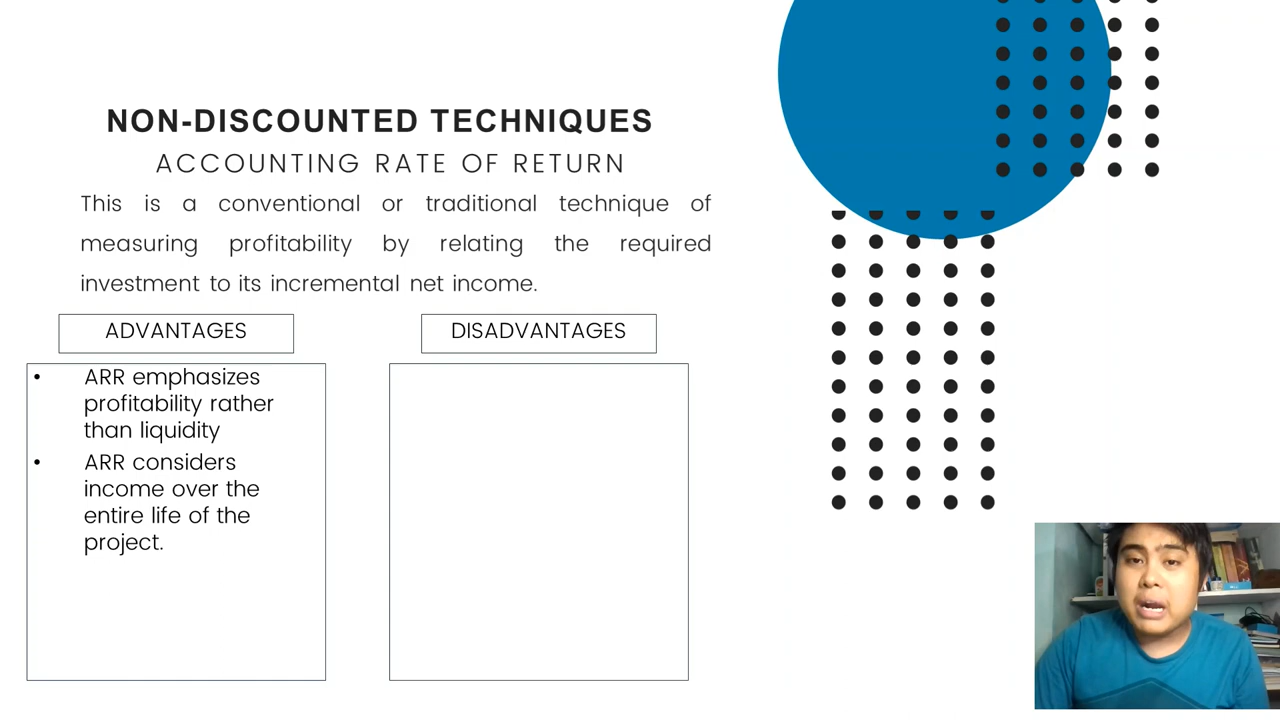 NON-DISCOUNTED TECHNIQUES
ACCOUNTING RATE OF RETURN
This is a conventional or traditional technique of
measuring profitability by relating the required
investment to its incremental net income.
ADVANTAGES
• ARR emphasizes
profitability rather
than liquidity
• ARR considers
income over the
entire life of the
project.
DISADVANTAGES